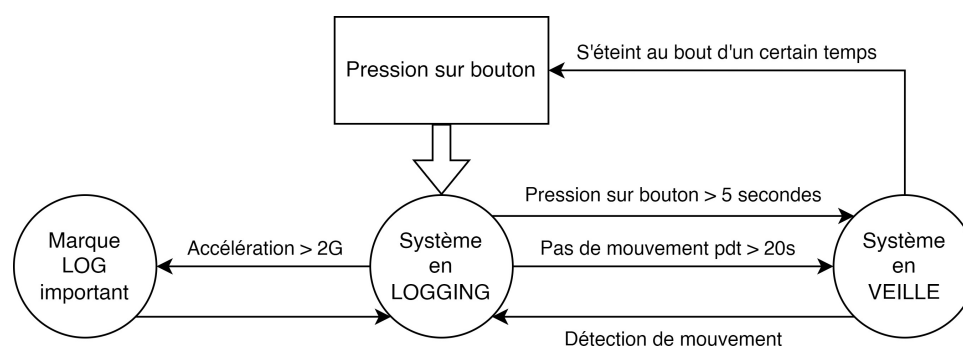 S'éteint au bout d'un certain temps
Pression sur bouton
Pression sur bouton > 5 secondes
Marque
LOG
important
Accélération > 2G
Système
en
LOGGING
Pas de mouvement pdt > 20s
Système
en
VEILLE
Détection de mouvement